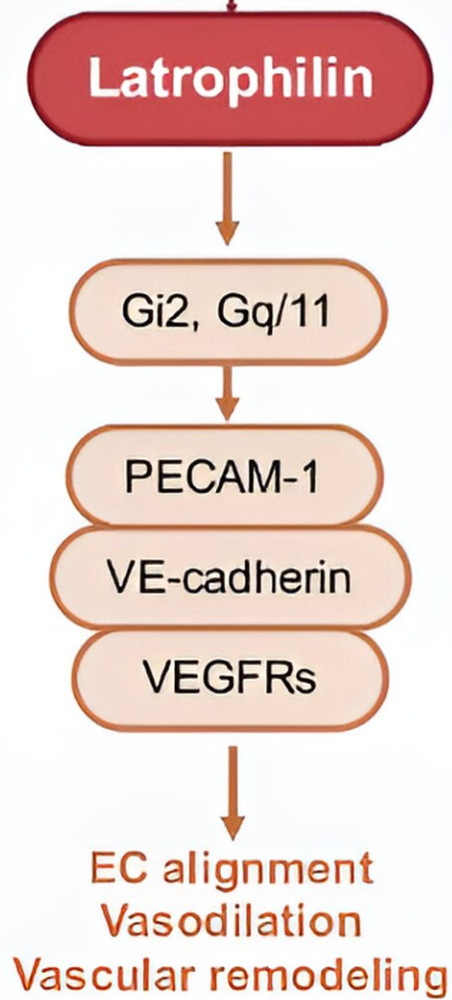 Latrophilin
Gi2, Gq/11
PECAM-1
VE-cadherin
VEGFRs
EC alignment
Vasodilation
Vascular remodeling